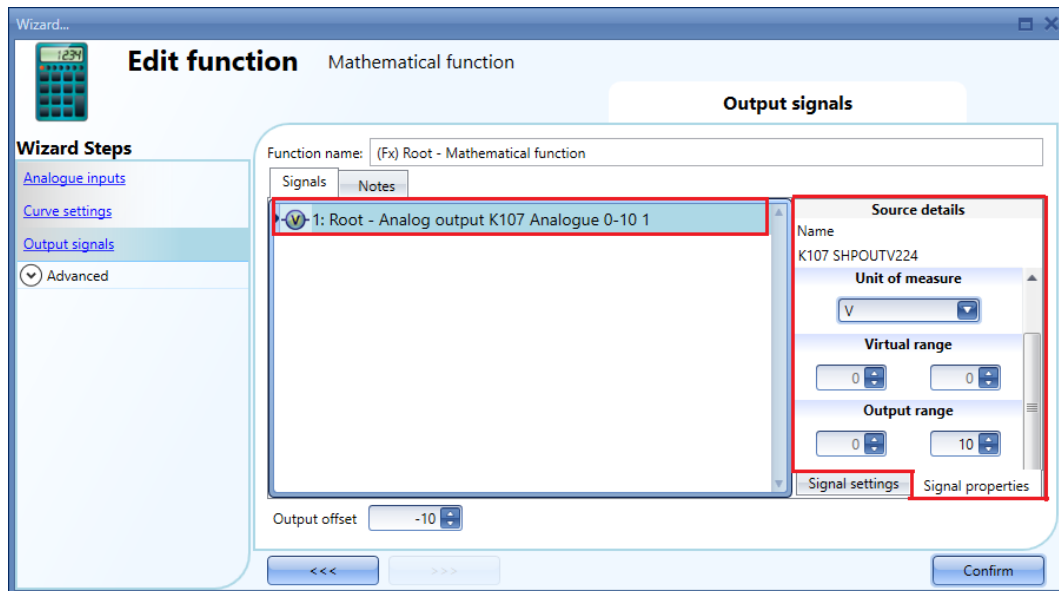 Wizard...
1234
Edit function
Mathematical function
Output signals
Wizard Steps
Analogue inputs
Curve settings
Output signals
Advanced
Function name: (Fx) Root - Mathematical function
Signals
Notes
V 1: Root - Analog output K107 Analogue 0-10 1
Source details
Name
K107 SHPOUTV224
Unit of measure
V
Virtual range
0 0
Output range
0 10
Signal settings Signal properties
Output offset -10
<<< >>> Confirm